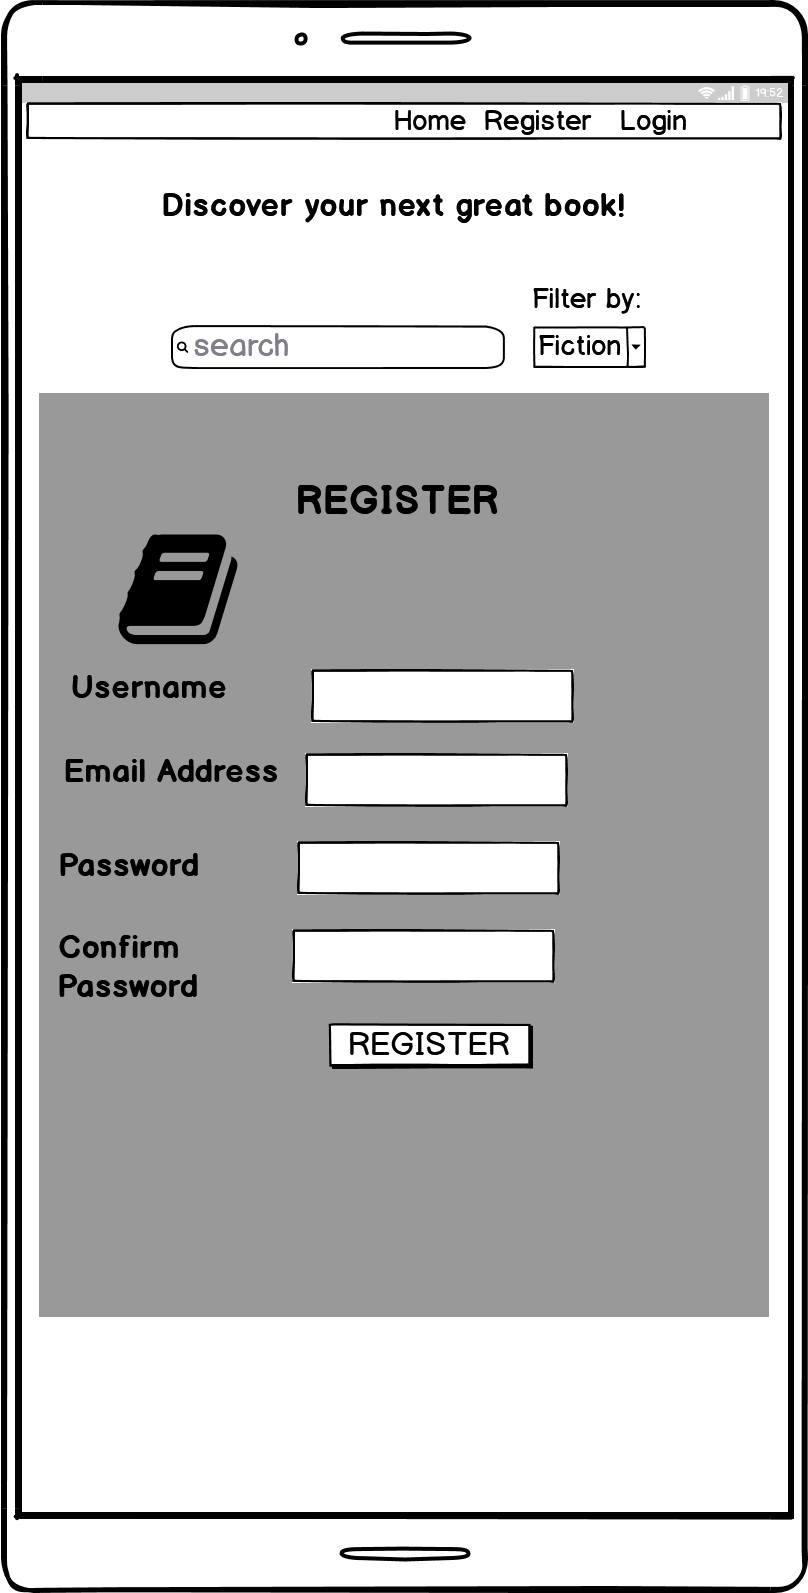 19:52
Home Register Login
Discover your next great book!
Filter by:
search
Fiction
REGISTER
Username
Email Address
Password
Confirm
Password
REGISTER